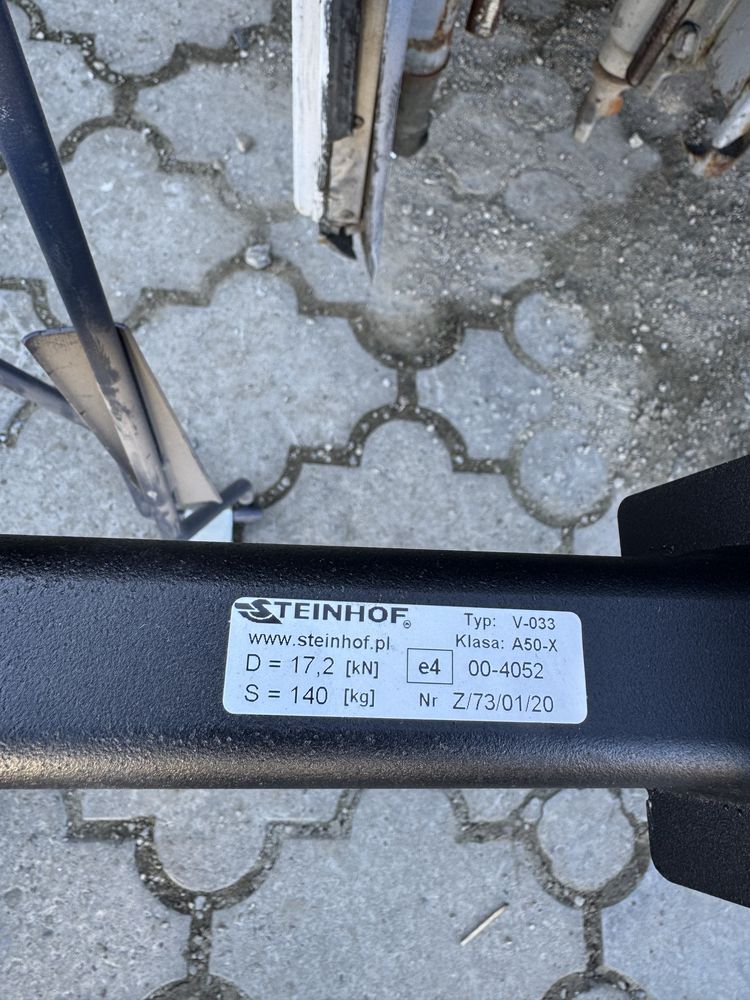 STEINHOF®
Typ: V-033
www.steinhof.pl
Klasa: A50-X
D = 17,2 [kN] e4 00-4052
S = 140 [kg] Nr Z/73/01/20